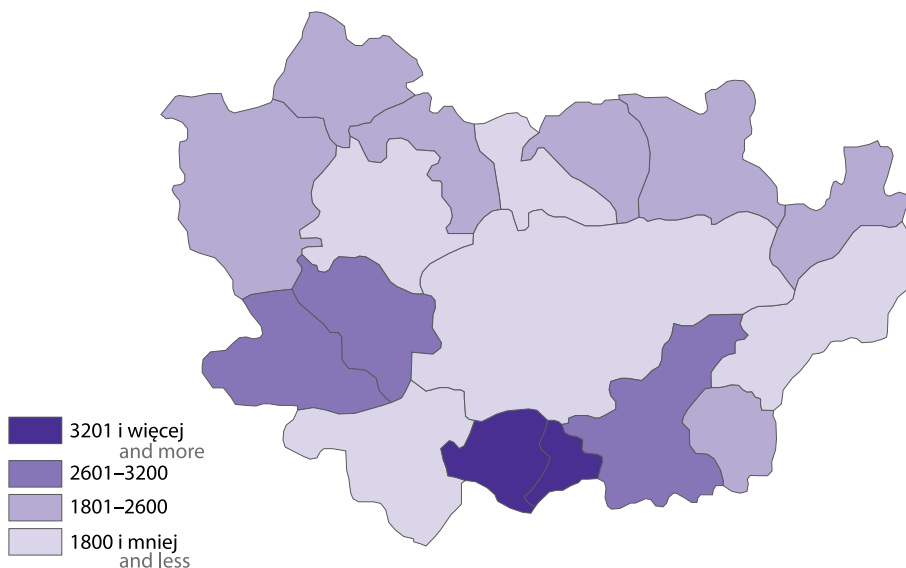 3201 i więcej
and more
2601–3200
1801–2600
1800 i mniej
and less